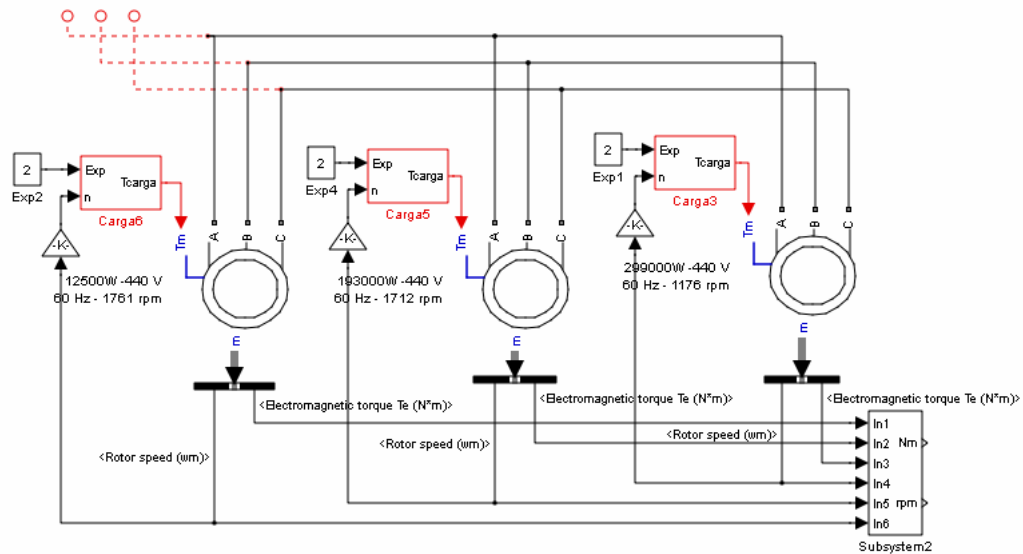 2
Exp2
Exp
n
Tcarga
Carga6
-K-
Tm
A
B
C
12500W -440 V
60 Hz - 1761 rpm
m
<Electromagnetic torque Te (N*m)>
<Rotor speed (wm)>
2
Exp4
Exp
n
Tcarga
Carga5
-K-
Tm
A
B
C
193000W -440 V
60 Hz - 1712 rpm
m
<Electromagnetic torque Te (N*m)>
<Rotor speed (wm)>
2
Exp1
Exp
n
Tcarga
Carga3
-K-
Tm
A
B
C
299000W -440 V
60 Hz - 1176 rpm
m
<Electromagnetic torque Te (N*m)>
<Rotor speed (wm)>
In1
In2
In3
In4
In5
In6
Nm
rpm
Subsystem2